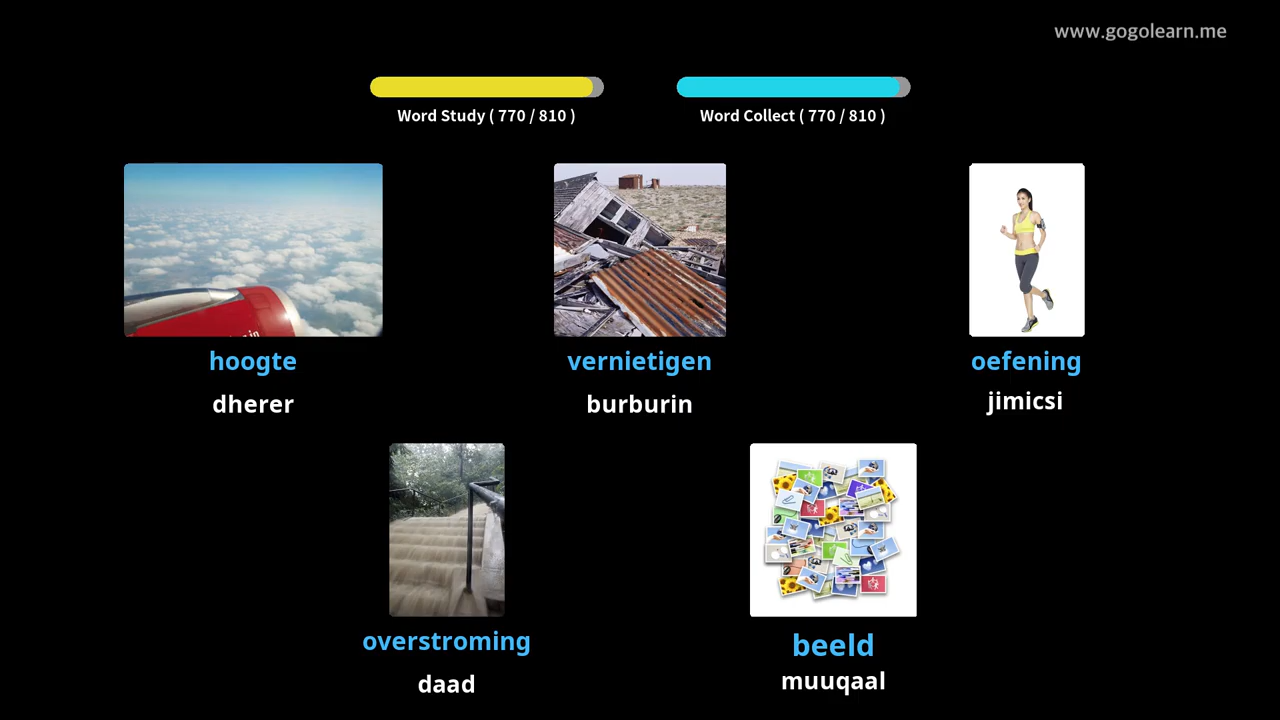 www.gogolearn.me
Word Study ( 770 / 810 )
Word Collect ( 770 / 810 )
hoogte
vernietigen
oefening
dherer
burburin
jimicsi
overstroming
beeld
daad
muuqaal